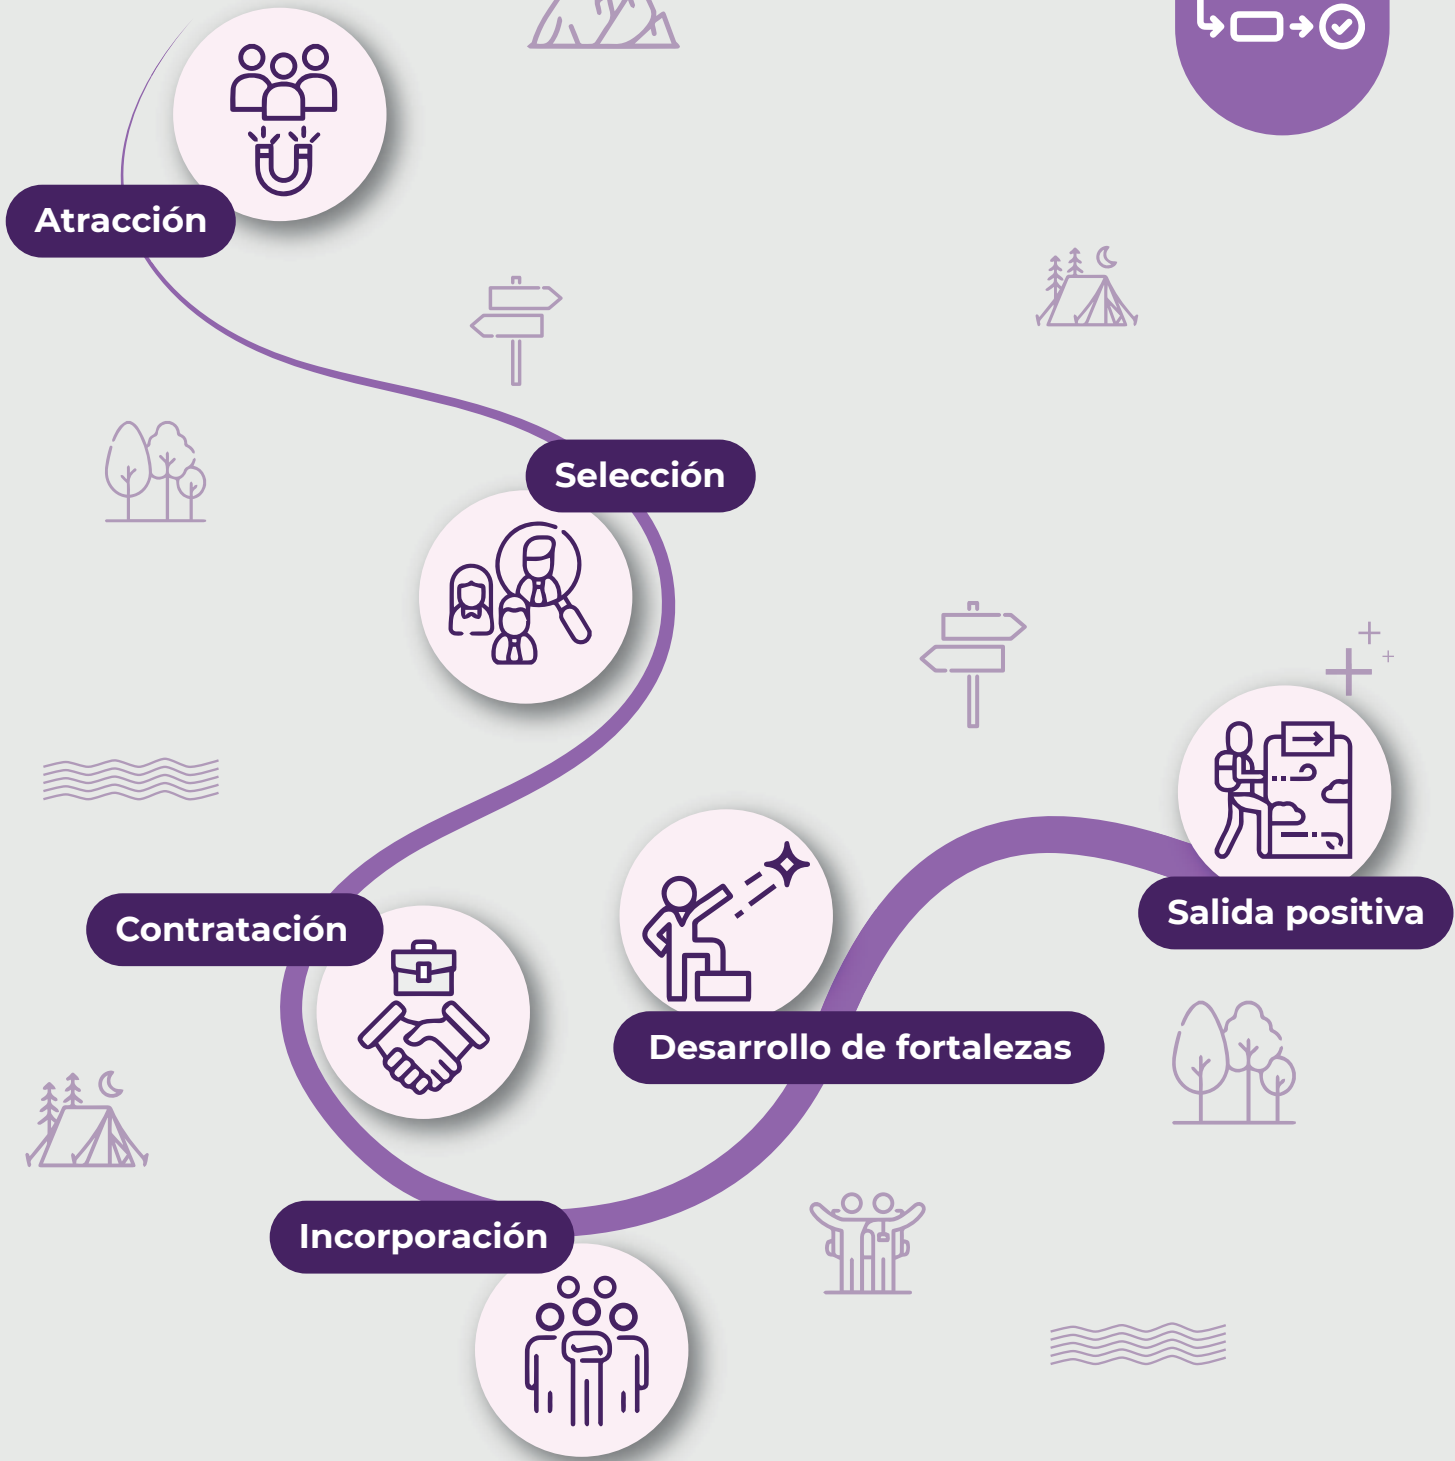 Atracción
Selección
Contratación
Incorporación
Desarrollo de fortalezas
Salida positiva